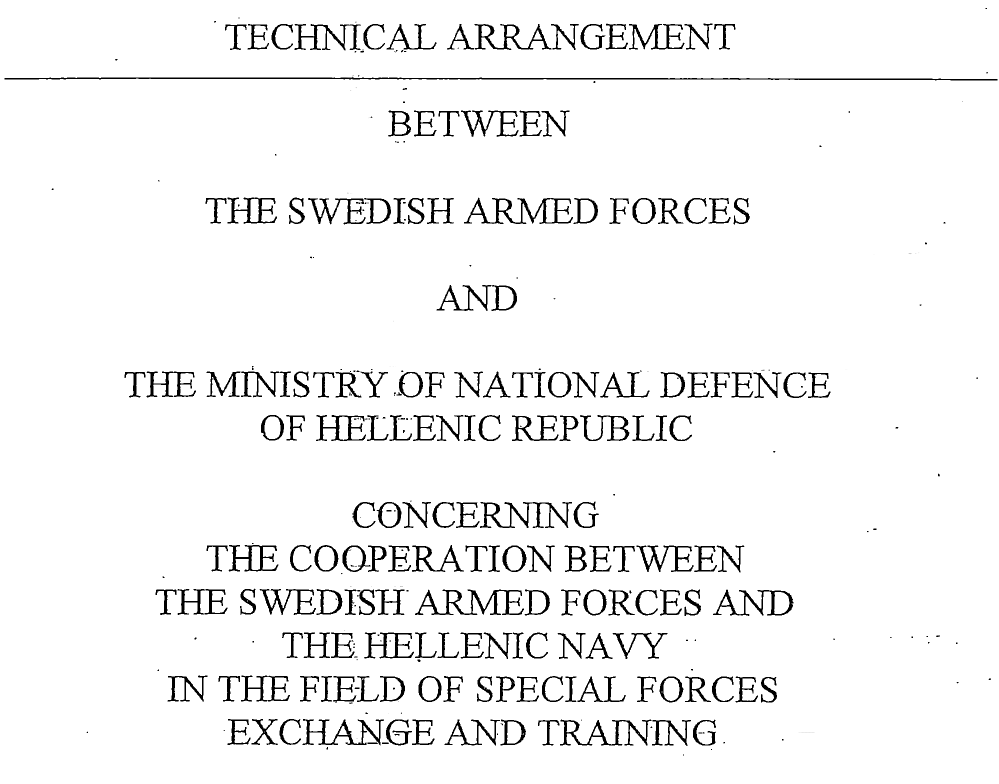 TECHNICAL ARRANGEMENT
BETWEEN
THE SWEDISH ARMED FORCES
AND
THE MINISTRY OF NATIONAL DEFENCE
OF HELLENIC REPUBLIC
CONCERNING
THE COOPERATION BETWEEN
THE SWEDISH ARMED FORCES AND
THE HELLENIC NAVY
IN THE FIELD OF SPECIAL FORCES
EXCHANGE AND TRAINING